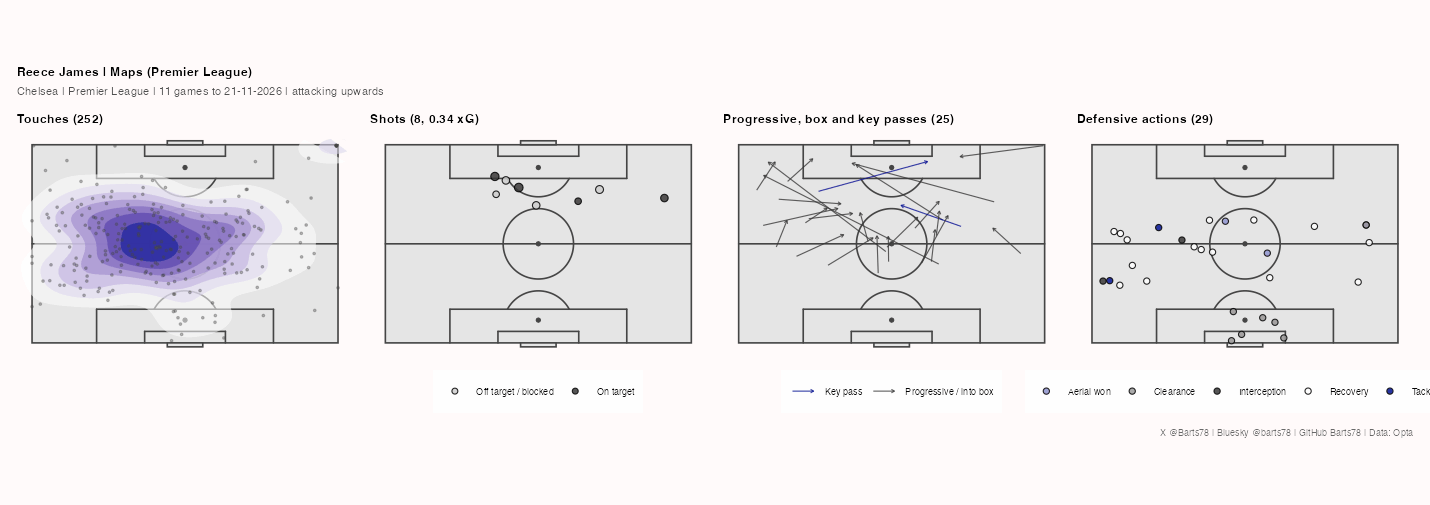 Reece James | Maps (Premier League)
Chelsea | Premier League | 11 games to 21-11-2026 | attacking upwards
Touches (252)
Shots (8, 0.34 xG)
Progressive, box and key passes (25)
Defensive actions (29)
Off target / blocked
On target
Key pass
Progressive / into box
Aerial won
Clearance
Interception
Recovery
Tack
X @Barts78 | Bluesky @barts78 | GitHub Barts78 | Data: Opta